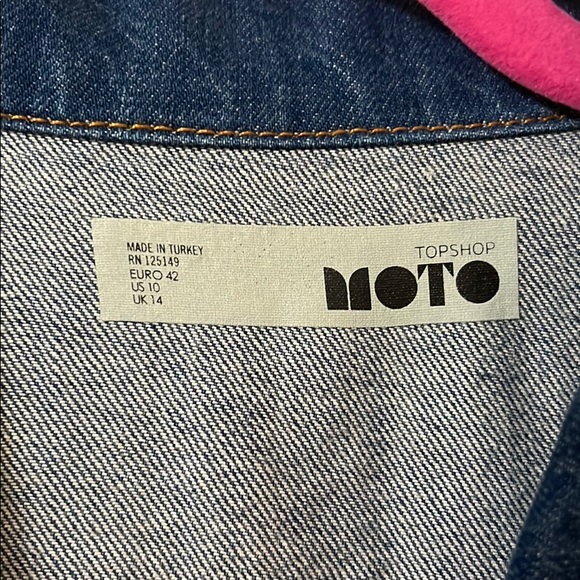 MADE IN TURKEY
RN 125149
EURO 42
US 10
UK 14
TOPSHOP
MOTO